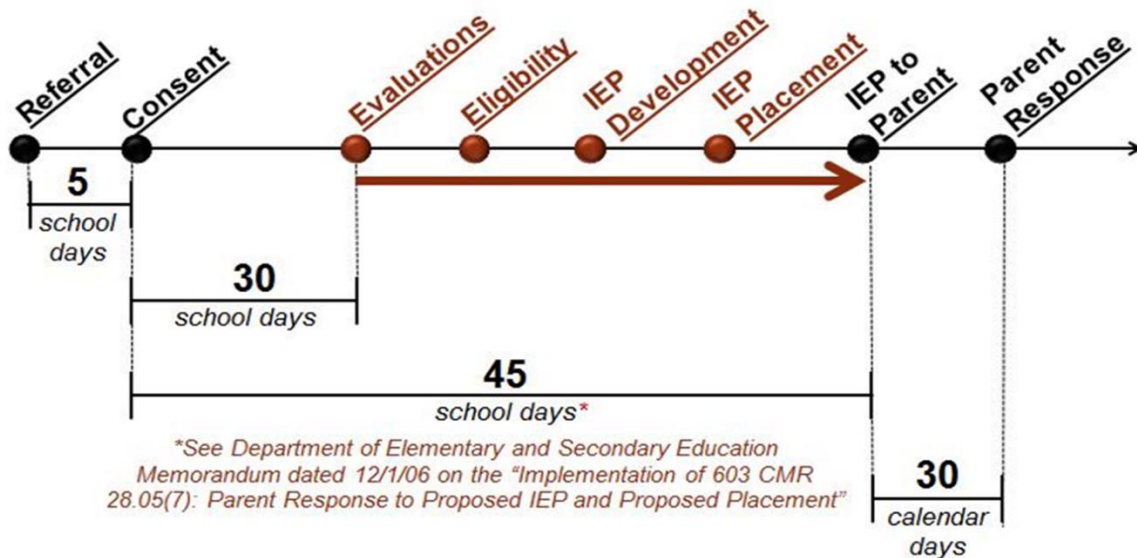 Referral
Consent
Evaluations
Eligibility
IEP
Development
IEP
Placement
IEP to
Parent
Parent
Response
5
school
days
30
school days
45
school days*
*See Department of Elementary and Secondary Education
Memorandum dated 12/1/06 on the “Implementation of 603 CMR
28.05(7): Parent Response to Proposed IEP and Proposed Placement”
30
calendar
days